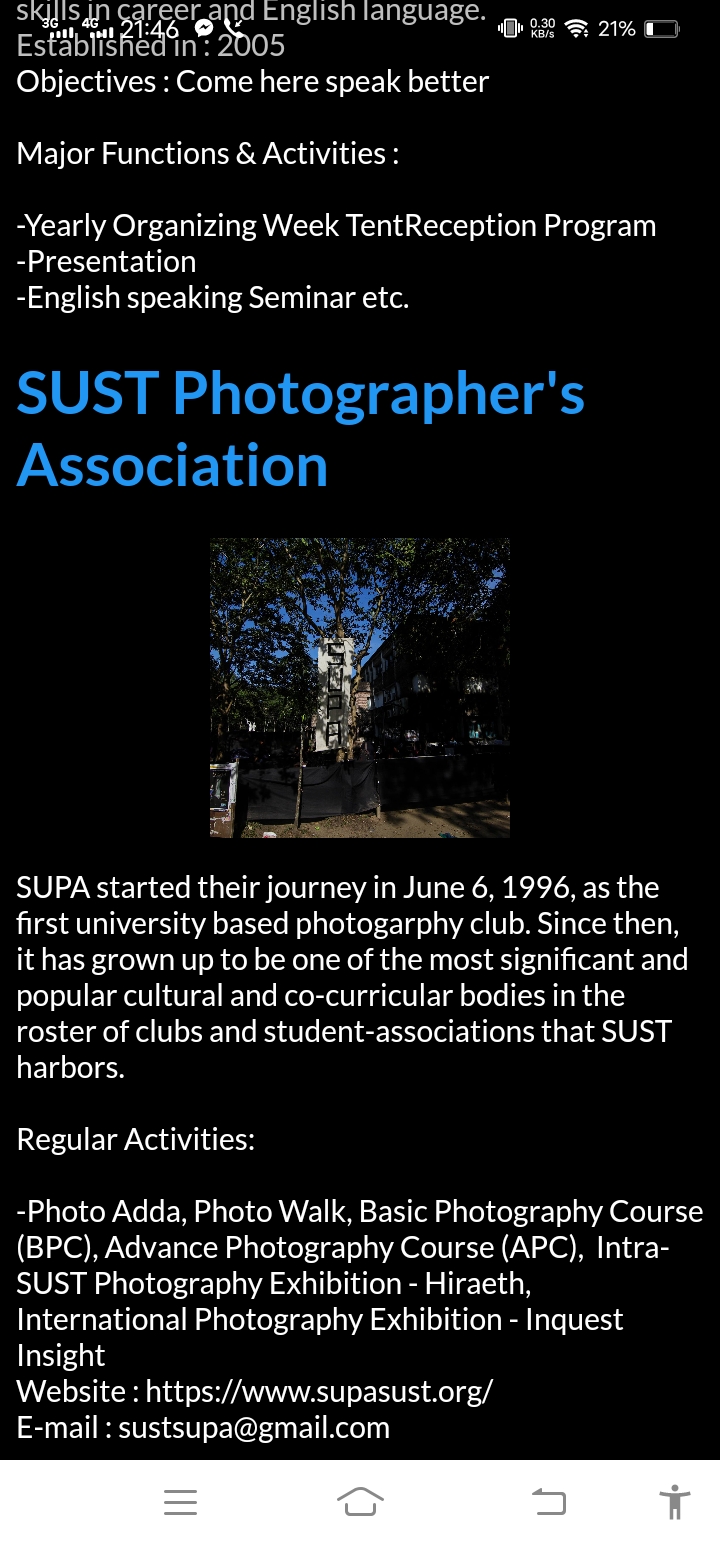 skills in career and English language.
3G 4G 21:46 0.30 KB/s 21%
Established in : 2005
Objectives : Come here speak better
Major Functions & Activities :
-Yearly Organizing Week TentReception Program
-Presentation
-English speaking Seminar etc.
SUST Photographer's
Association
SUPA
SUPA started their journey in June 6, 1996, as the
first university based photogarphy club. Since then,
it has grown up to be one of the most significant and
popular cultural and co-curricular bodies in the
roster of clubs and student-associations that SUST
harbors.
Regular Activities:
-Photo Adda, Photo Walk, Basic Photography Course
(BPC), Advance Photography Course (APC),  Intra-
SUST Photography Exhibition - Hiraeth,
International Photography Exhibition - Inquest
Insight
Website : https://www.supasust.org/
E-mail : sustsupa@gmail.com